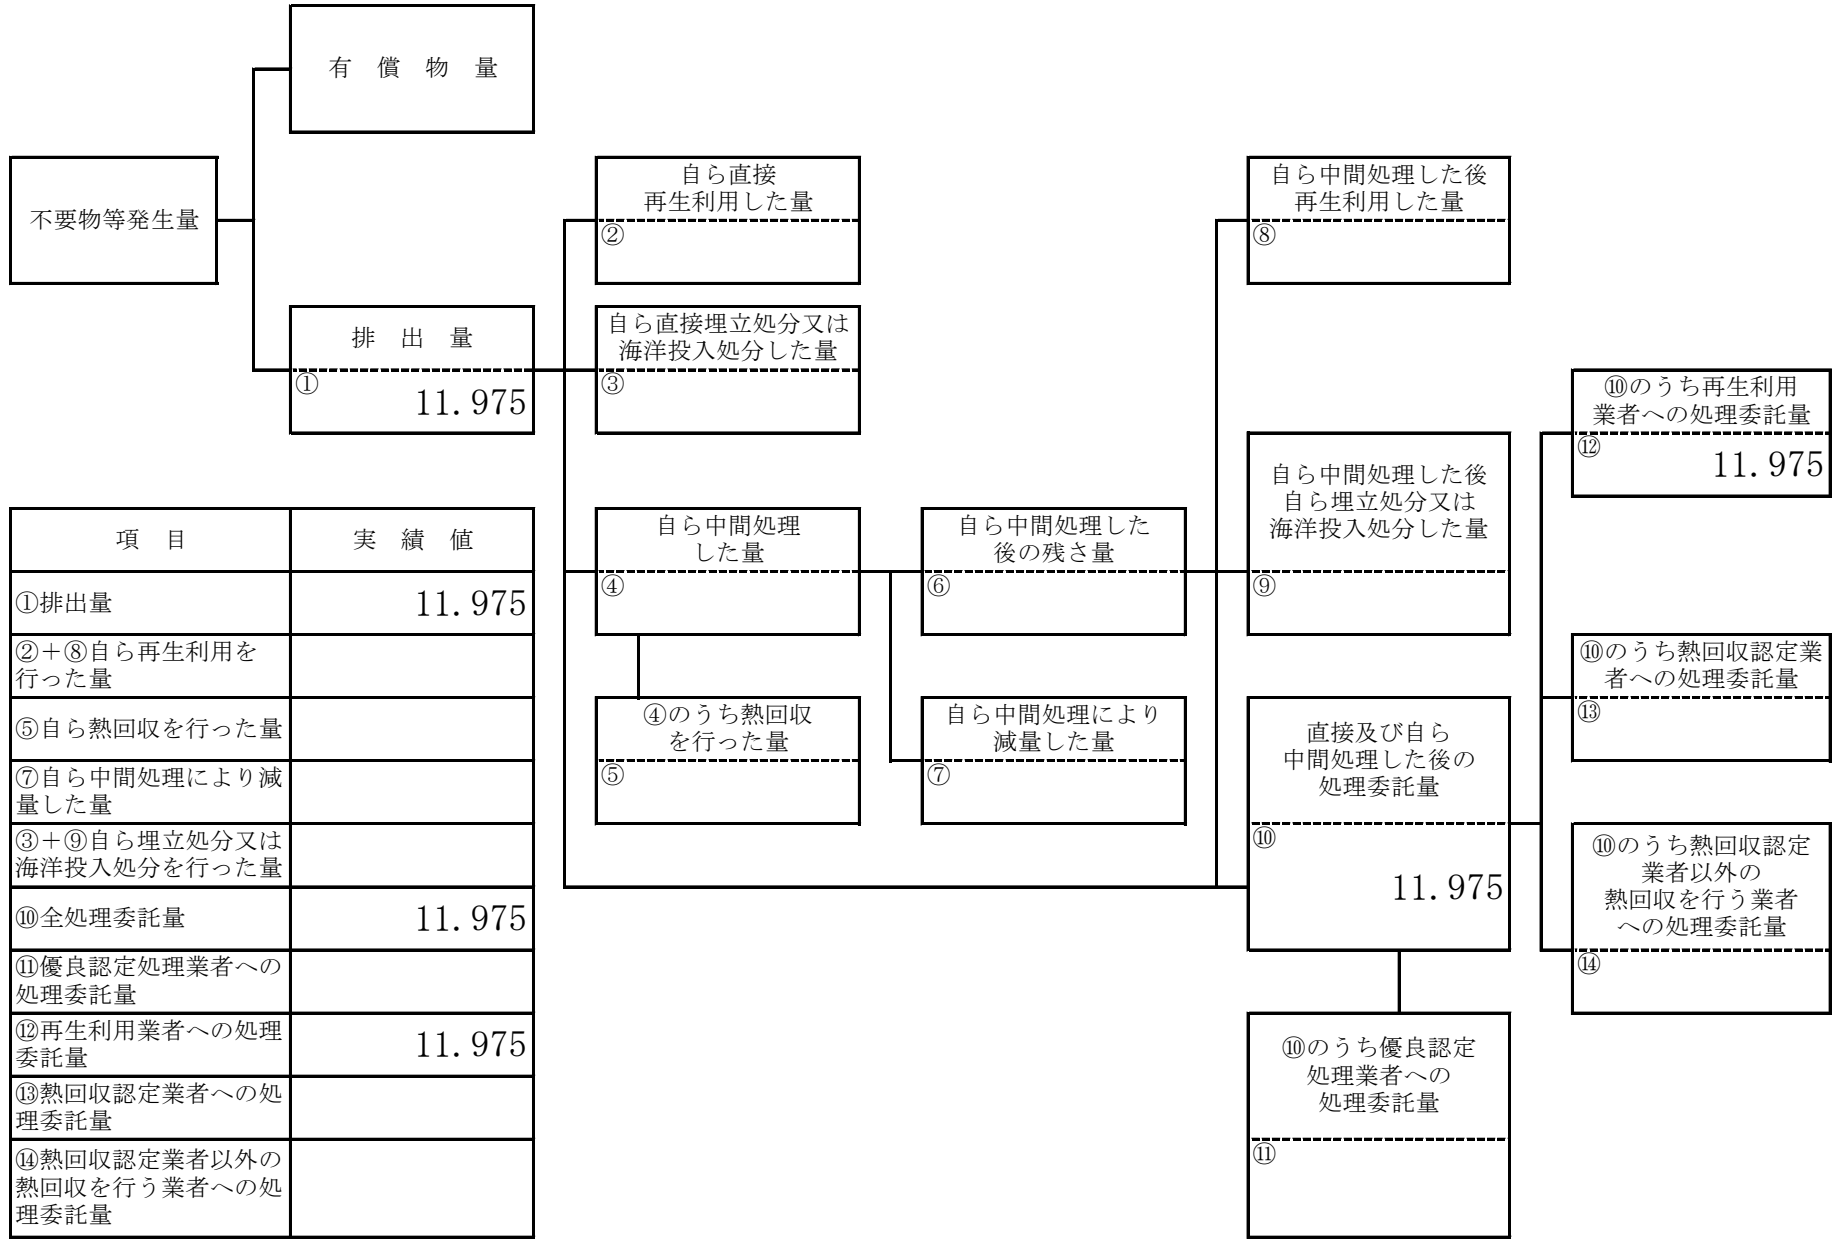 有 償 物 量
不要物等発生量
排 出 量
①
11.975
自ら直接
再生利用した量
②
自ら直接埋立処分又は
海洋投入処分した量
③
自ら中間処理
した量
④
④のうち熱回収
を行った量
⑤
自ら中間処理した
後の残さ量
⑥
自ら中間処理により
減量した量
⑦
自ら中間処理した後
再生利用した量
⑧
自ら中間処理した後
自ら埋立処分又は
海洋投入処分した量
⑨
直接及び自ら
中間処理した後の
処理委託量
⑩
11.975
⑩のうち優良認定
処理業者への
処理委託量
⑪
⑩のうち再生利用
業者への処理委託量
⑫
11.975
⑩のうち熱回収認定業
者への処理委託量
⑬
⑩のうち熱回収認定
業者以外の
熱回収を行う業者
への処理委託量
⑭
項 目 実 績 値
①排出量 11.975
②＋⑧自ら再生利用を
行った量
⑤自ら熱回収を行った量
⑦自ら中間処理により減
量した量
③＋⑨自ら埋立処分又は
海洋投入処分を行った量
⑩全処理委託量 11.975
⑪優良認定処理業者への
処理委託量
⑫再生利用業者への処理
委託量 11.975
⑬熱回収認定業者への処
理委託量
⑭熱回収認定業者以外の
熱回収を行う業者への処
理委託量